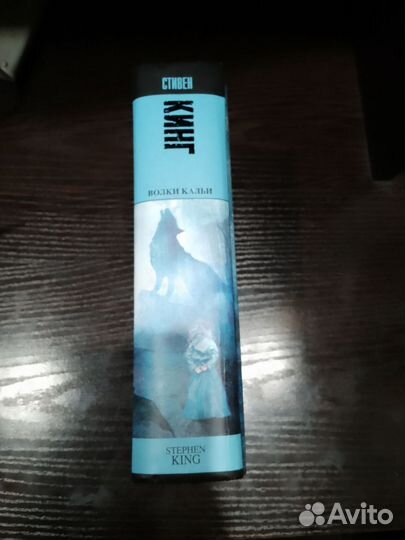 СТИВЕН
КИНГ
ВОЛКИ КАЛЬИ
STEPHEN
KING
Avito